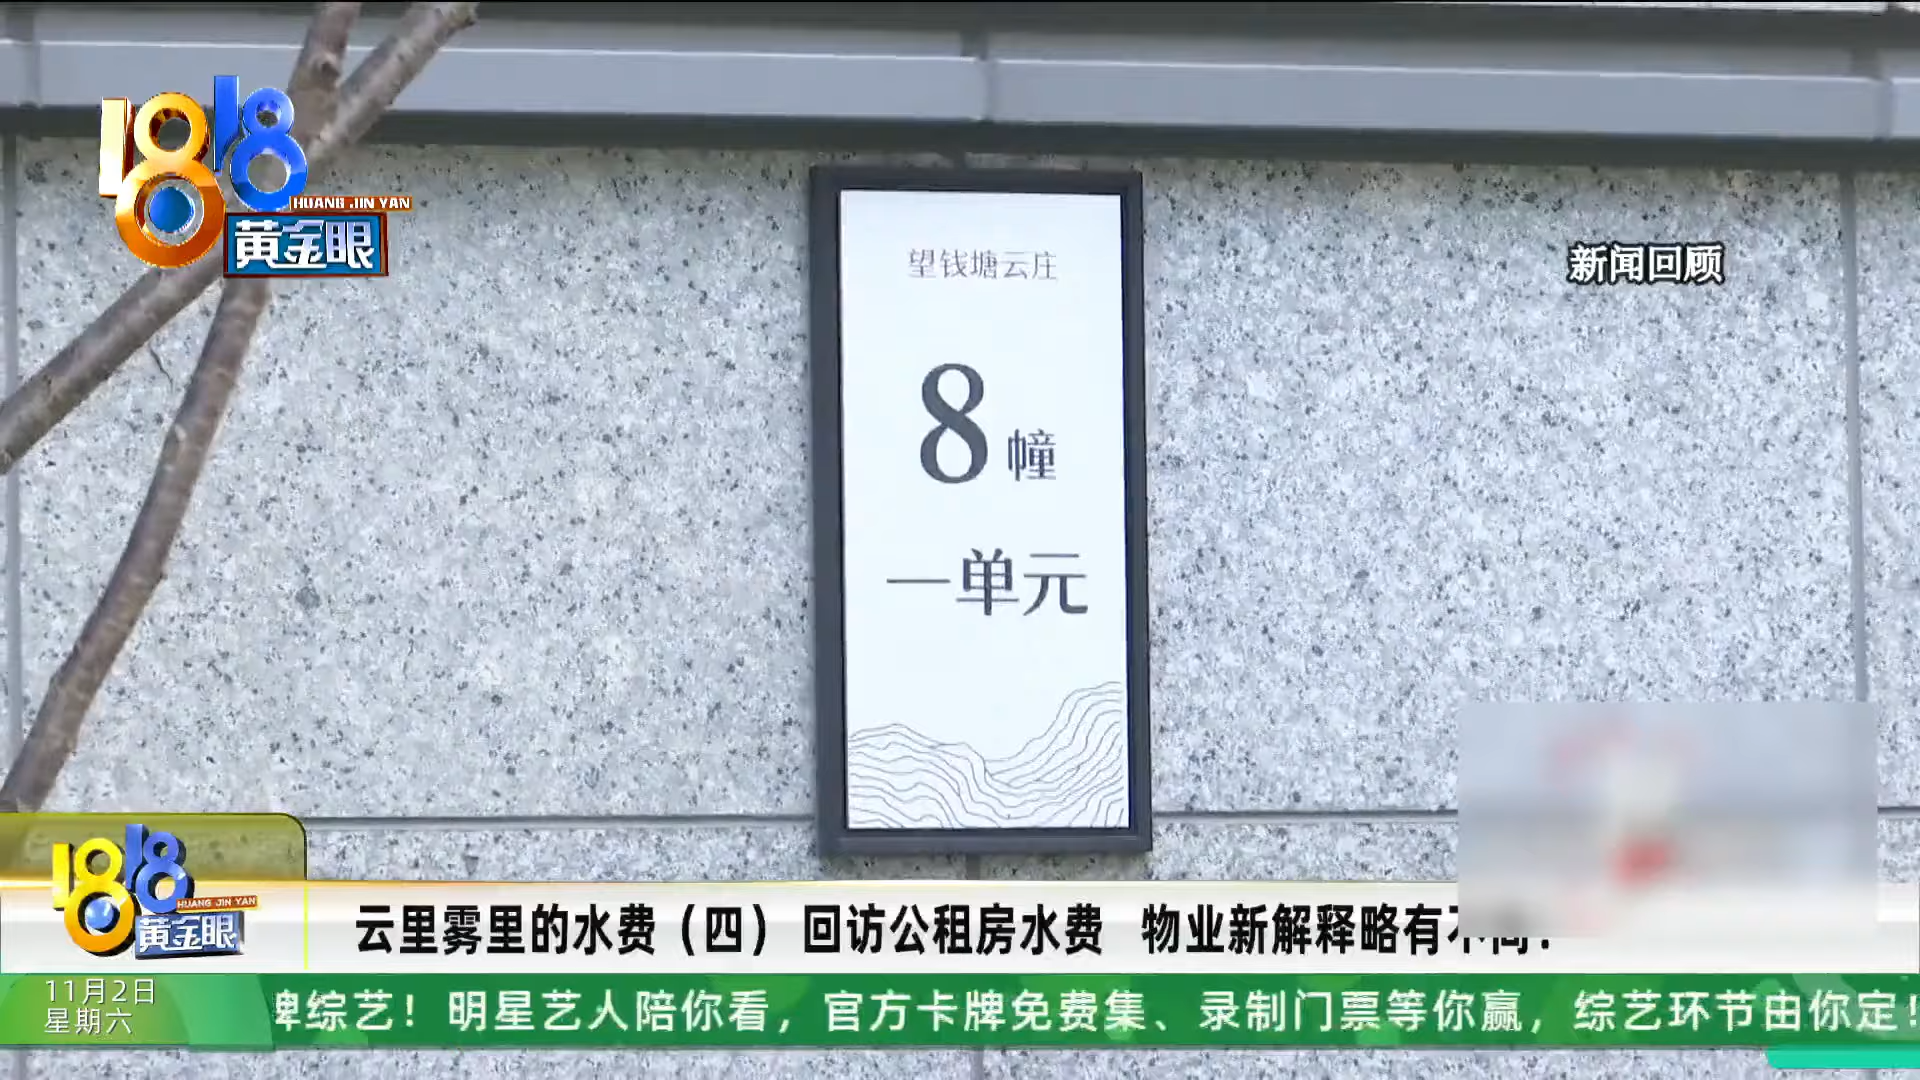 1818
HUANG JIN YAN
黄金眼
新闻回顾
望钱塘云庄
8幢
一单元
1818
HUANG JIN YAN
黄金眼
云里雾里的水费（四） 回访公租房水费 物业新解释略有
11月2日
星期六
牌综艺！明星艺人陪你看，官方卡牌免费集、录制门票等你赢，综艺环节由你定！